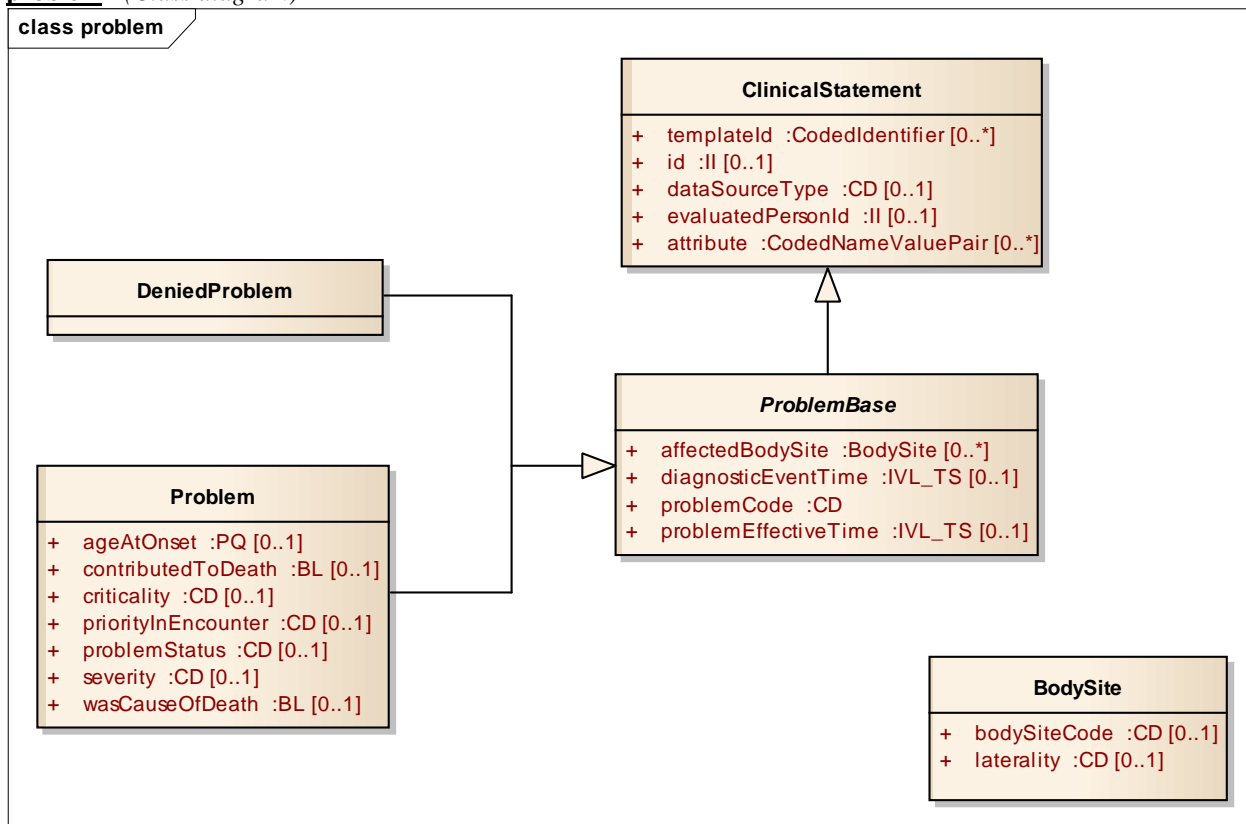 class problem
ClinicalStatement
+ templateId :CodedIdentifier [0..*]
+ id :II [0..1]
+ dataSourceType :CD [0..1]
+ evaluatedPersonId :II [0..1]
+ attribute :CodedNameValuePair [0..*]
DeniedProblem
ProblemBase
+ affectedBodySite :BodySite [0..*]
+ diagnosticEventTime :IVL_TS [0..1]
+ problemCode :CD
+ problemEffectiveTime :IVL_TS [0..1]
Problem
+ ageAtOnset :PQ [0..1]
+ contributedToDeath :BL [0..1]
+ criticality :CD [0..1]
+ priorityInEncounter :CD [0..1]
+ problemStatus :CD [0..1]
+ severity :CD [0..1]
+ wasCauseOfDeath :BL [0..1]
BodySite
+ bodySiteCode :CD [0..1]
+ laterality :CD [0..1]